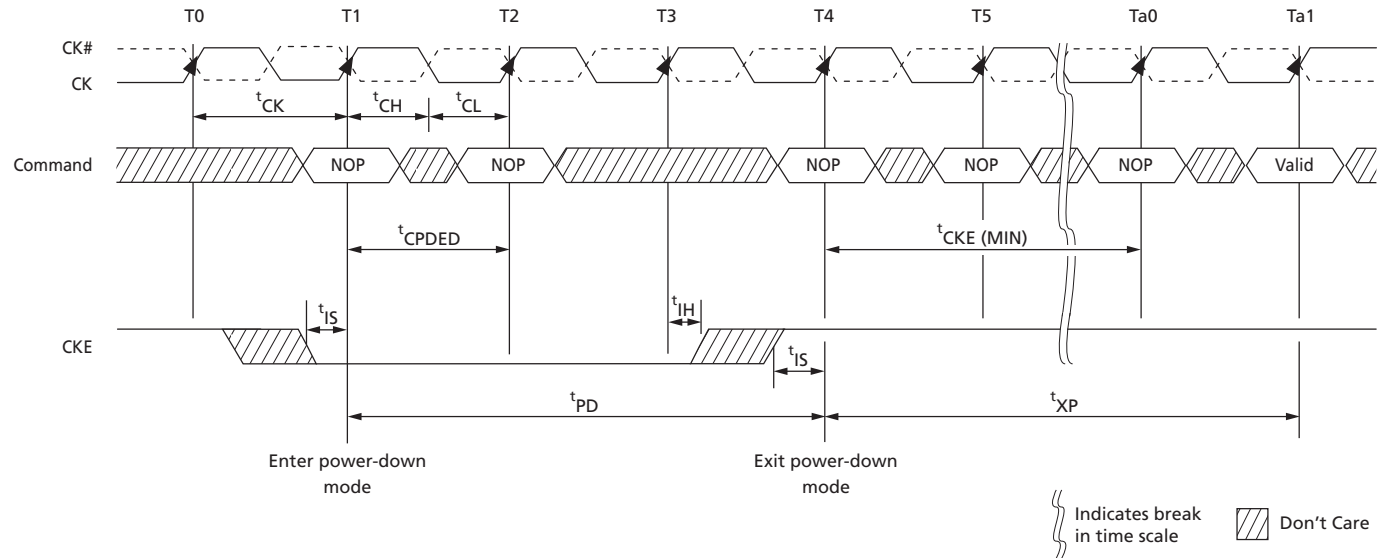 T0 T1 T2 T3 T4 T5 Ta0 Ta1
CK#
CK
tCK tCH tCL
Command NOP NOP NOP NOP NOP Valid
tCPDED tCKE (MIN)
tIS tIH
CKE
tIS
tPD tXP
Enter power-down
mode
Exit power-down
mode
Indicates break
in time scale
Don't Care